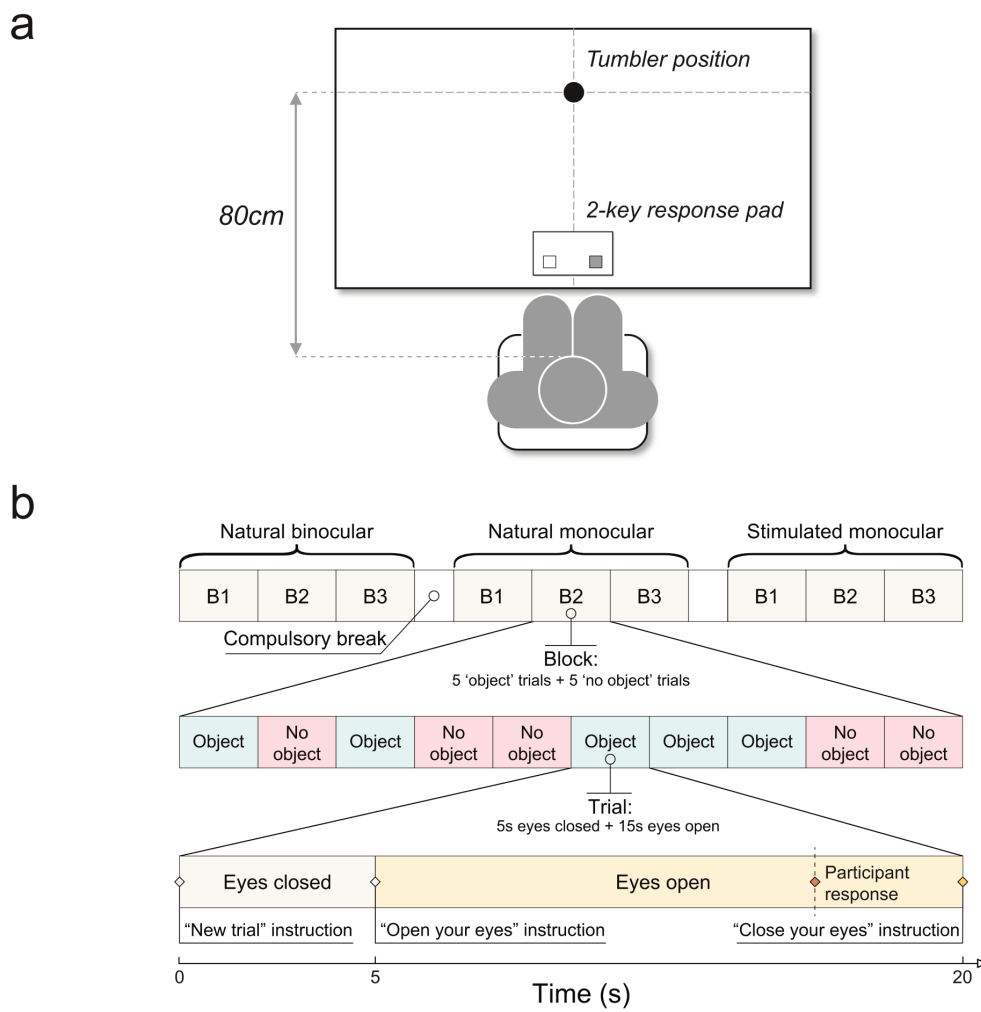 a
Tumbler position
80cm
2-key response pad
b
Natural binocular
Natural monocular
Stimulated monocular
B1
B2
B3
B1
B2
B3
B1
B2
B3
Compulsory break
Block:
5 ‘object’ trials + 5 ‘no object’ trials
Object
No
object
Object
No
object
No
object
Object
Object
Object
No
object
No
object
Trial:
5s eyes closed + 15s eyes open
Eyes closed
Eyes open
Participant
response
“New trial” instruction
“Open your eyes” instruction
“Close your eyes” instruction
0
5
20
Time (s)